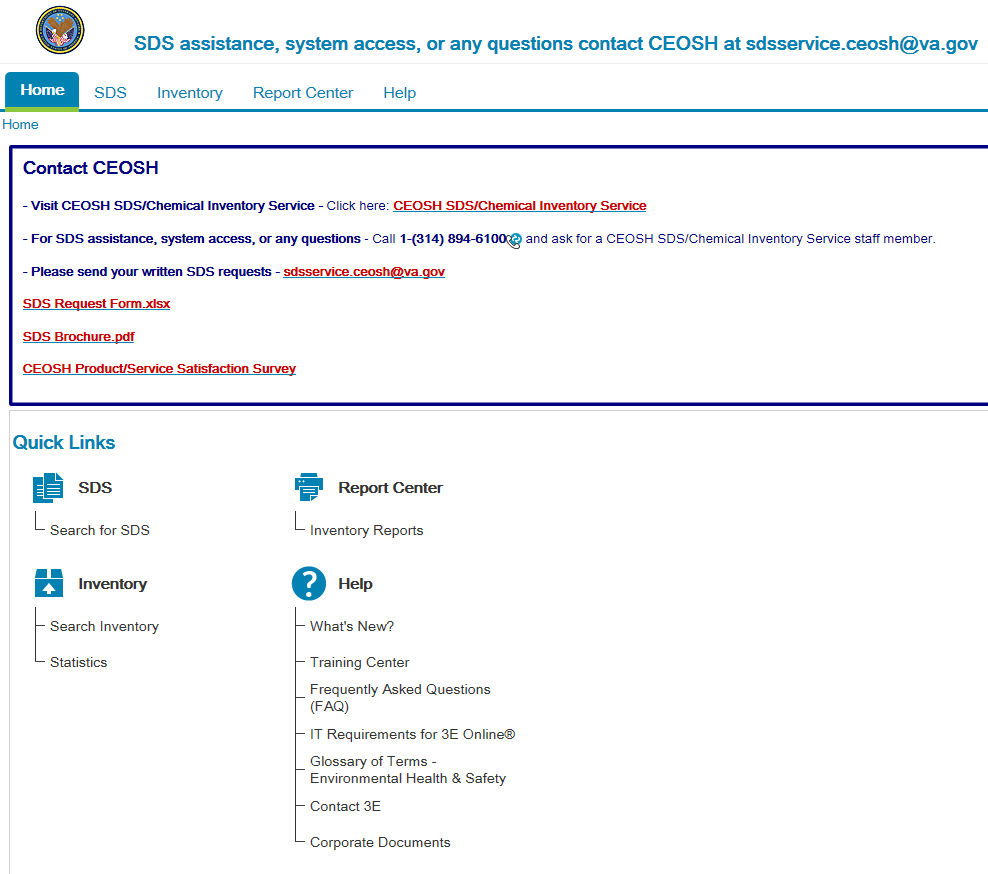 SDS assistance, system access, or any questions contact CEOSH at sdsservice.ceosh@va.gov
Home SDS Inventory Report Center Help
Home
Contact CEOSH
- Visit CEOSH SDS/Chemical Inventory Service - Click here: CEOSH SDS/Chemical Inventory Service
- For SDS assistance, system access, or any questions - Call 1-(314) 894-6100 and ask for a CEOSH SDS/Chemical Inventory Service staff member.
- Please send your written SDS requests - sdsservice.ceosh@va.gov
SDS Request Form.xlsx
SDS Brochure.pdf
CEOSH Product/Service Satisfaction Survey
Quick Links
SDS
Search for SDS
Report Center
Inventory Reports
Inventory
Search Inventory
Statistics
Help
What's New?
Training Center
Frequently Asked Questions
(FAQ)
IT Requirements for 3E Online®
Glossary of Terms -
Environmental Health & Safety
Contact 3E
Corporate Documents